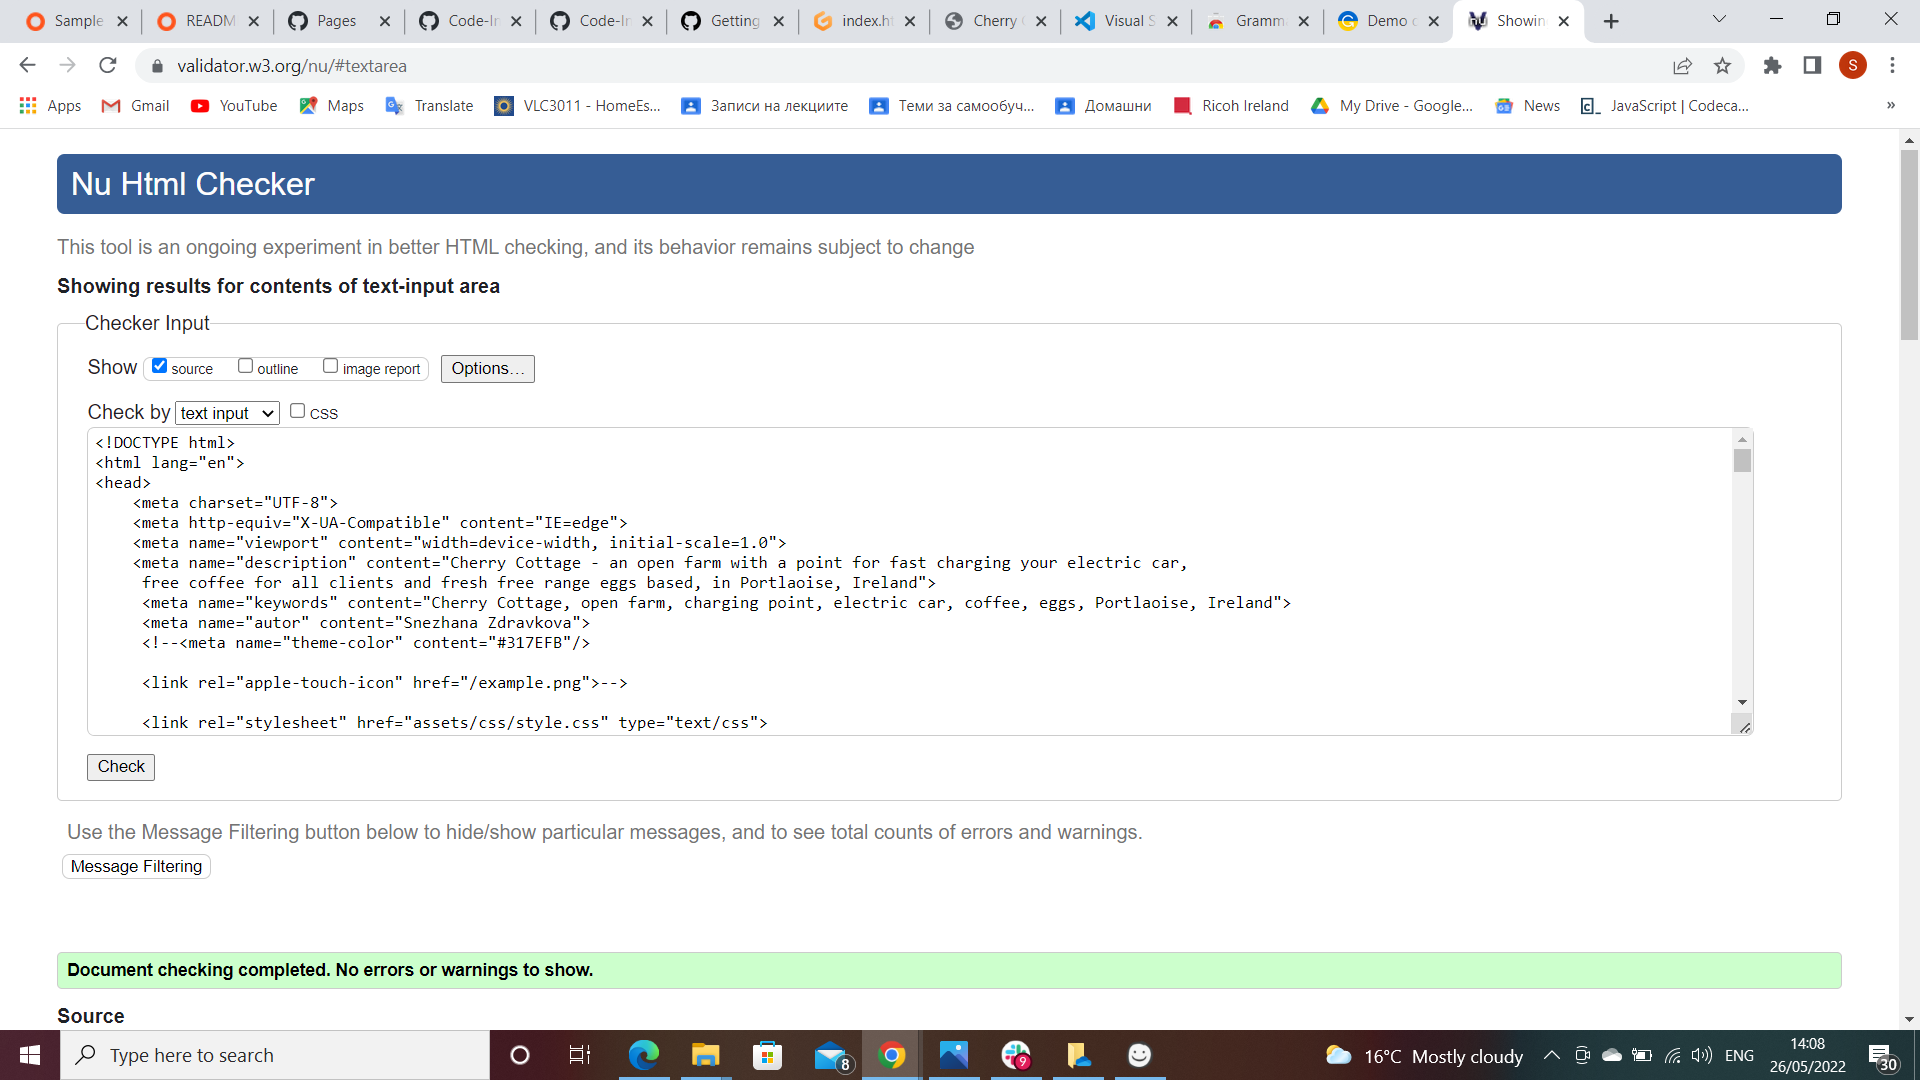 Sample
READM
Pages
Code-In
Code-In
Getting
index.ht
Cherry C
Visual S
Gramm
Demo c
Showin
validator.w3.org/nu/#textarea
S
Apps
Gmail
YouTube
Maps
Translate
VLC3011 - HomeEs...
Записи на лекциите
Теми за самообуч...
Домашни
Ricoh Ireland
My Drive - Google...
News
JavaScript | Codeca...
»
Nu Html Checker
This tool is an ongoing experiment in better HTML checking, and its behavior remains subject to change
Showing results for contents of text-input area
Checker Input
Show source outline image report Options...
Check by text input CSS
<!DOCTYPE html>
<html lang="en">
<head>
<meta charset="UTF-8">
<meta http-equiv="X-UA-Compatible" content="IE=edge">
<meta name="viewport" content="width=device-width, initial-scale=1.0">
<meta name="description" content="Cherry Cottage - an open farm with a point for fast charging your electric car,
free coffee for all clients and fresh free range eggs based, in Portlaoise, Ireland">
<meta name="keywords" content="Cherry Cottage, open farm, charging point, electric car, coffee, eggs, Portlaoise, Ireland">
<meta name="autor" content="Snezhana Zdravkova">
<!--<meta name="theme-color" content="#317EFB"/>
<link rel="apple-touch-icon" href="/example.png">-->
<link rel="stylesheet" href="assets/css/style.css" type="text/css">
Check
Use the Message Filtering button below to hide/show particular messages, and to see total counts of errors and warnings.
Message Filtering
Document checking completed. No errors or warnings to show.
Source
Type here to search
8
9
16°C Mostly cloudy
ENG
14:08
26/05/2022
30